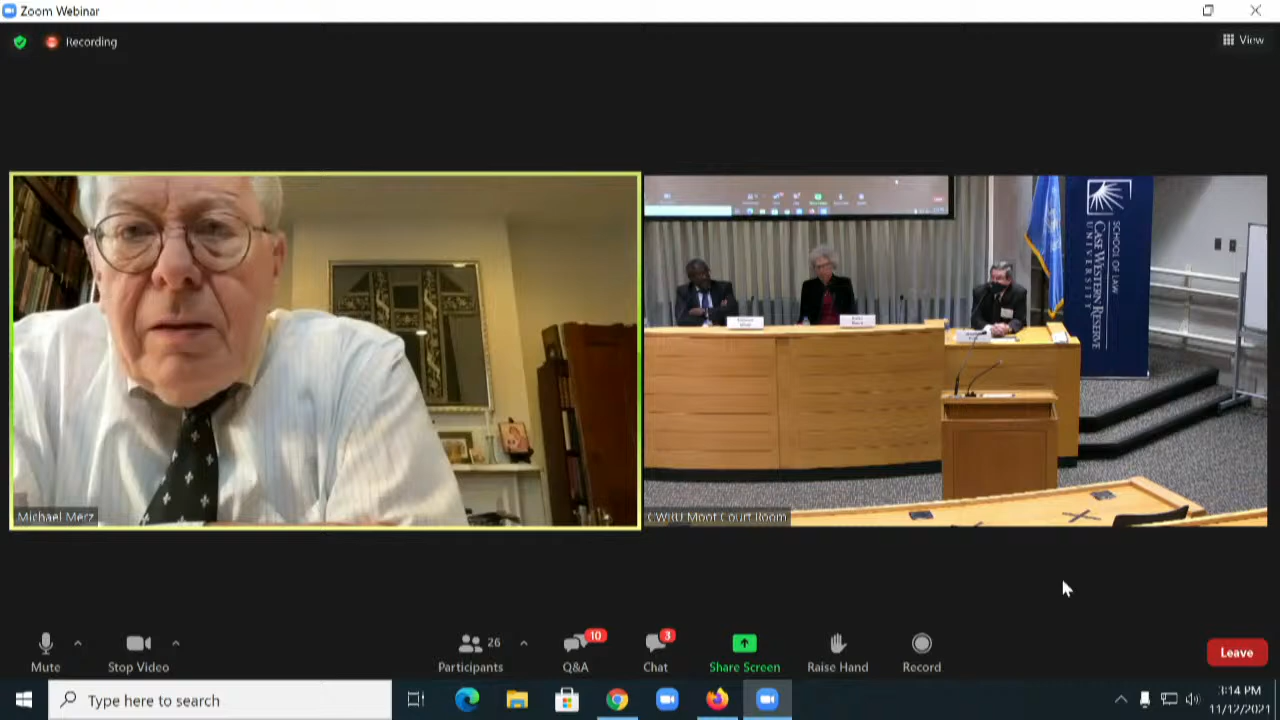 Zoom Webinar
Recording
View
SCHOOL OF LAW
CASE WESTERN RESERVE
UNIVERSITY
Michael Merz
CWRU Moot Court Room
Mute
Stop Video
26
Participants
10
Q&A
3
Chat
Share Screen
Raise Hand
Record
Leave
Type here to search
3:14 PM
11/12/2021